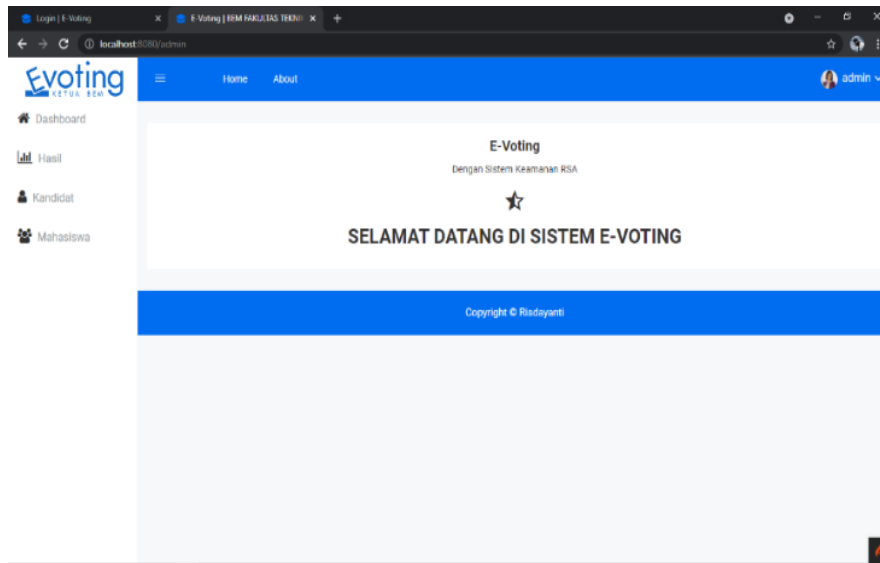 Login | E-Voting
E-Voting | BEM FAKULTAS TEKNI
localhost:8080/admin
Evoting
KETUA BEM
Home About
admin
Dashboard
Hasil
Kandidat
Mahasiswa
E-Voting
Dengan Sistem Keamanan RSA
SELAMAT DATANG DI SISTEM E-VOTING
Copyright © Risdayanti